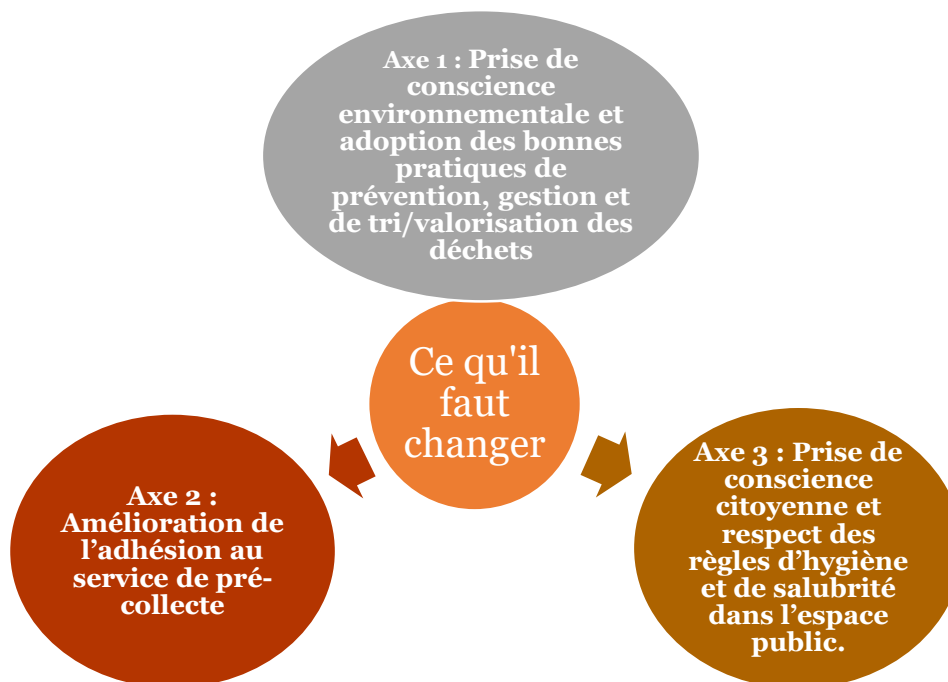 Axe 1 : Prise de
conscience
environnementale et
adoption des bonnes
pratiques de
prévention, gestion et
de tri/valorisation des
déchets
Ce qu'il
faut
changer
Axe 2 :
Amélioration de
l’adhésion au
service de pré-
collecte
Axe 3 : Prise de
conscience
citoyenne et
respect des
règles d’hygiène
et de salubrité
dans l’espace
public.